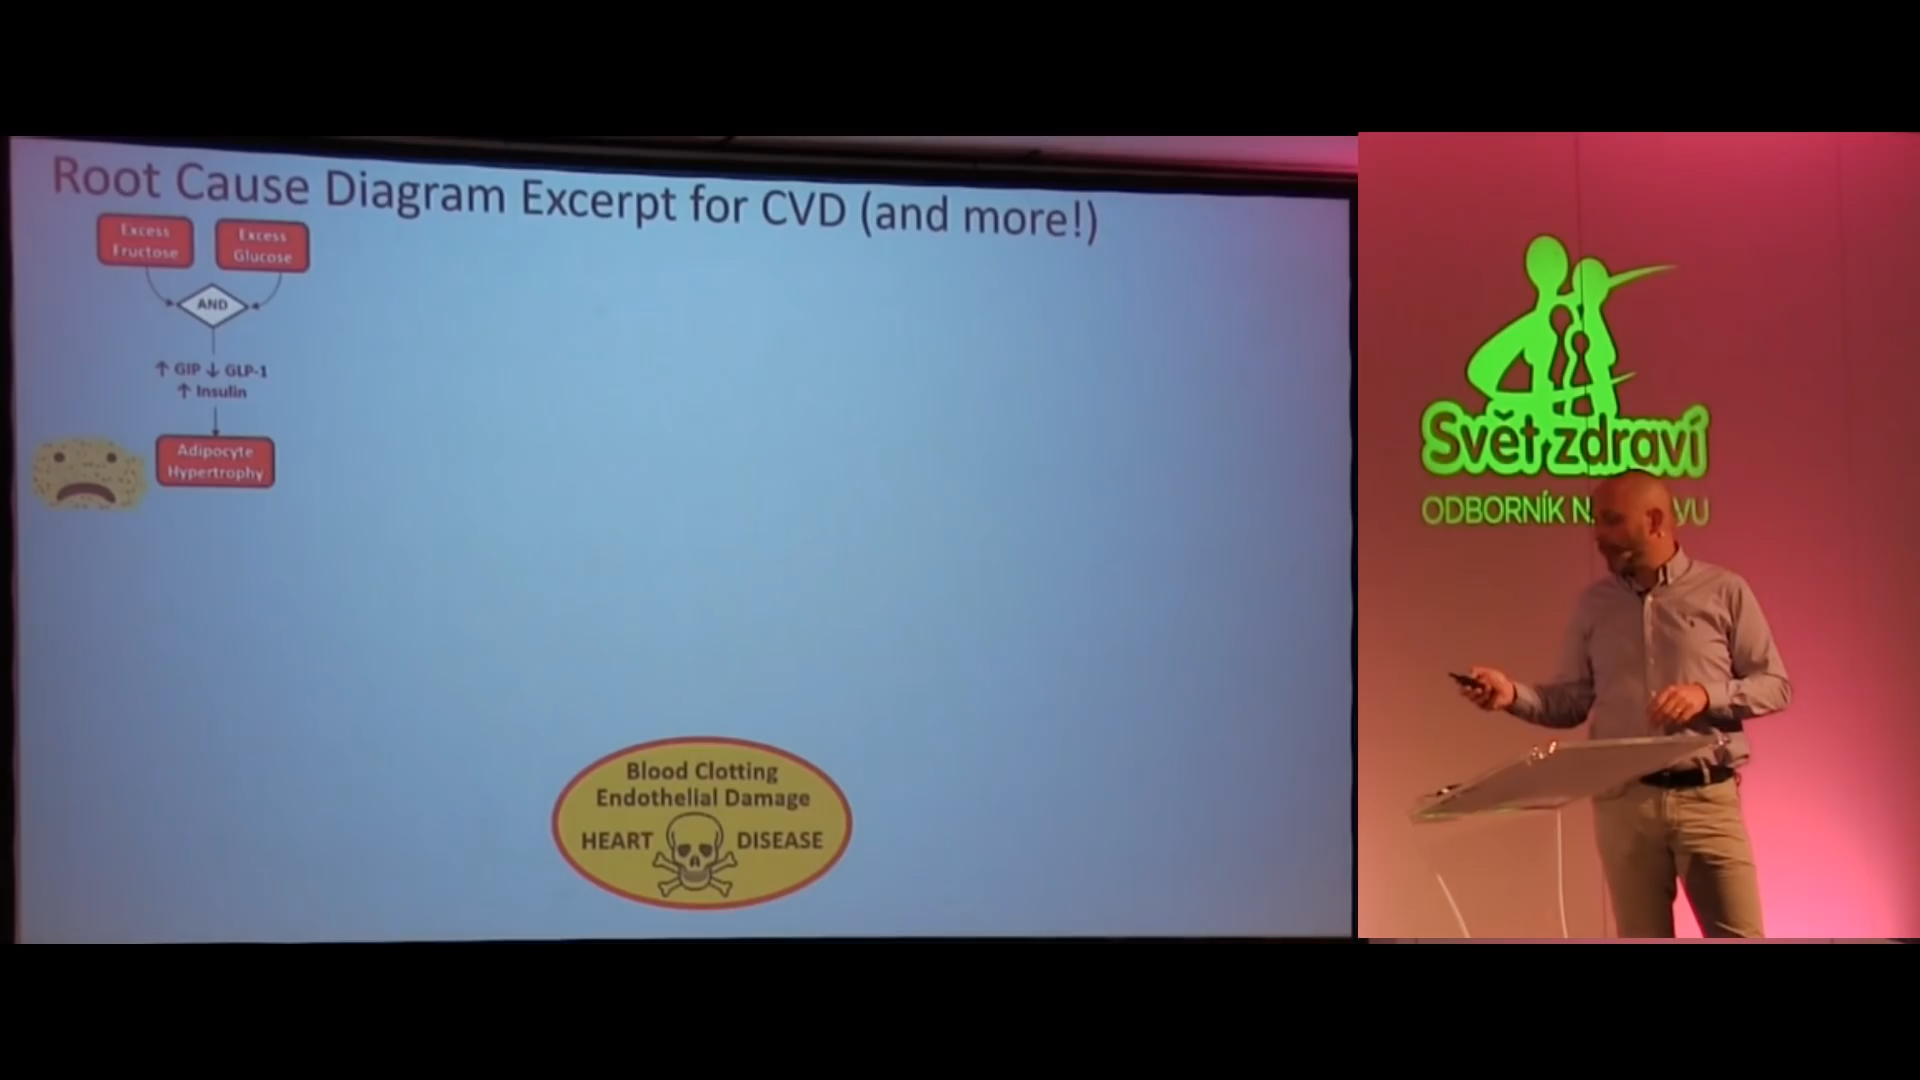 Root Cause Diagram Excerpt for CVD (and more!)
Excess
Fructose
Excess
Glucose
AND
↑ GIP ↓ GLP-1
↑ Insulin
Adipocyte
Hypertrophy
Blood Clotting
Endothelial Damage
HEART DISEASE
Svět zdraví
ODBORNÍK N
VU